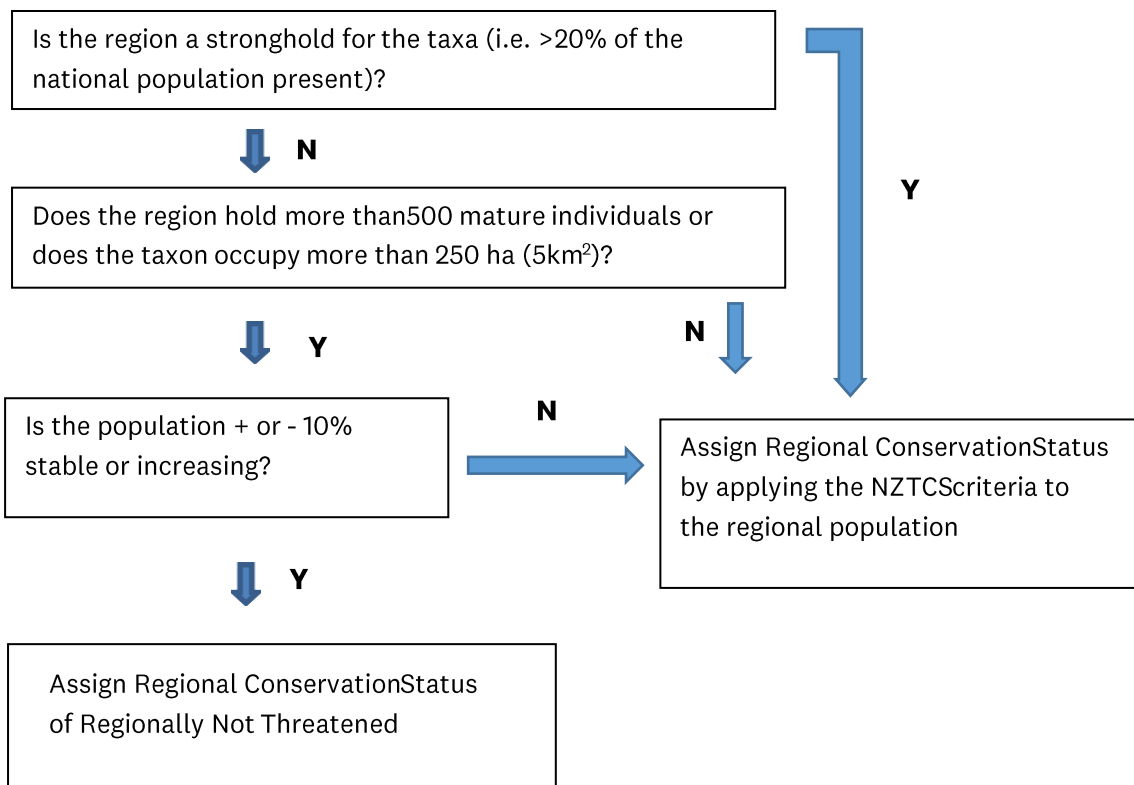 Is the region a stronghold for the taxa (i.e. >20% of the
national population present)?
N
Y
Does the region hold more than500 mature individuals or
does the taxon occupy more than 250 ha (5km²)?
Y
N
Is the population + or - 10%
stable or increasing?
N
Assign Regional ConservationStatus
by applying the NZTCScriteria to
the regional population
Y
Assign Regional ConservationStatus
of Regionally Not Threatened